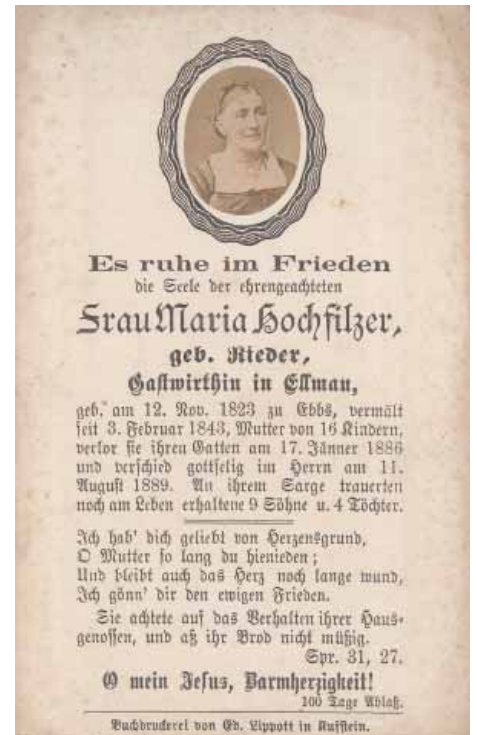 Es ruhe im Frieden
die Seele der ehrengeachteten
Frau Maria Hochfilzer,
geb. Rieder,
Gastwirthin in Ellmau,
geb. am 12. Nov. 1823 zu Ebbs, vermält
seit 3. Februar 1843, Mutter von 16 Kindern,
verlor sie ihren Gatten am 17. Jänner 1886
und verschied gottselig im Herrn am 11.
August 1889. An ihrem Sarge trauerten
noch am Leben erhaltene 9 Söhne u. 4 Töchter.
Ich hab' dich geliebt von Herzensgrund,
O Mutter so lang du hienieden;
Und bleibt auch das Herz noch lange wund,
Ich gönn' dir den ewigen Frieden.
Sie achtete auf das Verhalten ihrer Haus-
genossen, und aß ihr Brod nicht müßig.
Spr. 31, 27.
O mein Jesus, Barmherzigkeit!
100 Tage Ablaß.
Buchdruckerei von Ed. Lippott in Kufstein.